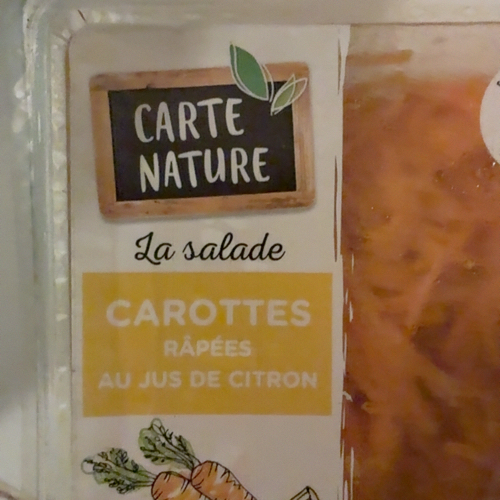 CARTE
NATURE
La salade
CAROTTES
RÂPÉES
AU JUS DE CITRON